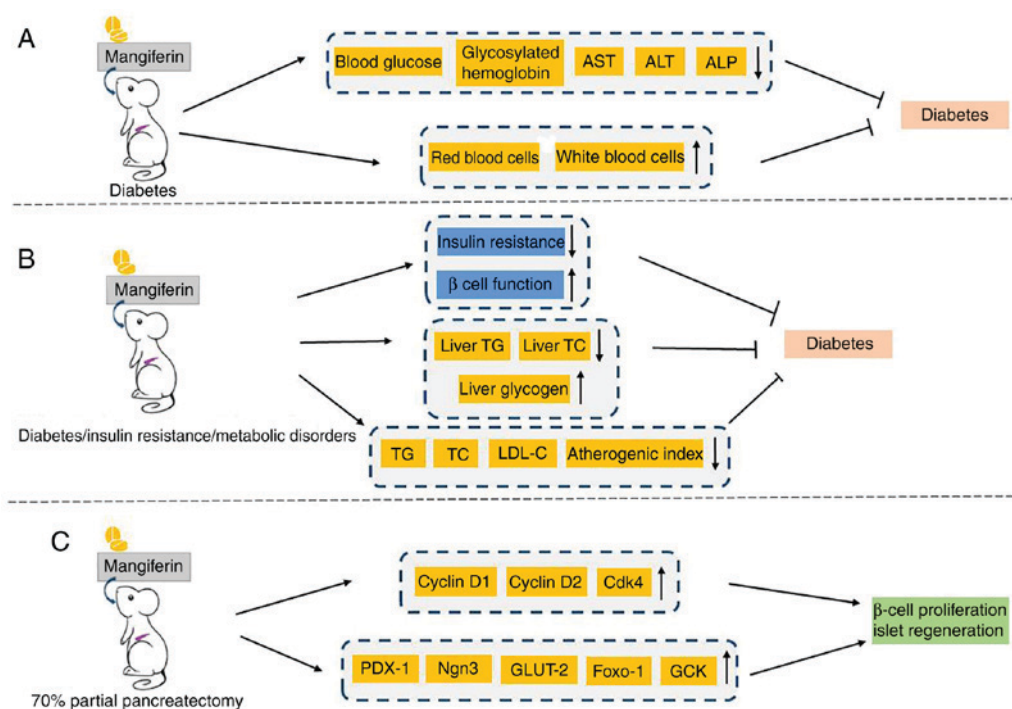 A
Mangiferin
Diabetes
Blood glucose
Glycosylated
hemoglobin
AST
ALT
ALP
Red blood cells
White blood cells
Diabetes
B
Mangiferin
Diabetes/insulin resistance/metabolic disorders
Insulin resistance
β cell function
Liver TG
Liver TC
Liver glycogen
TG
TC
LDL-C
Atherogenic index
Diabetes
C
Mangiferin
70% partial pancreatectomy
Cyclin D1
Cyclin D2
Cdk4
PDX-1
Ngn3
GLUT-2
Foxo-1
GCK
β-cell proliferation
islet regeneration